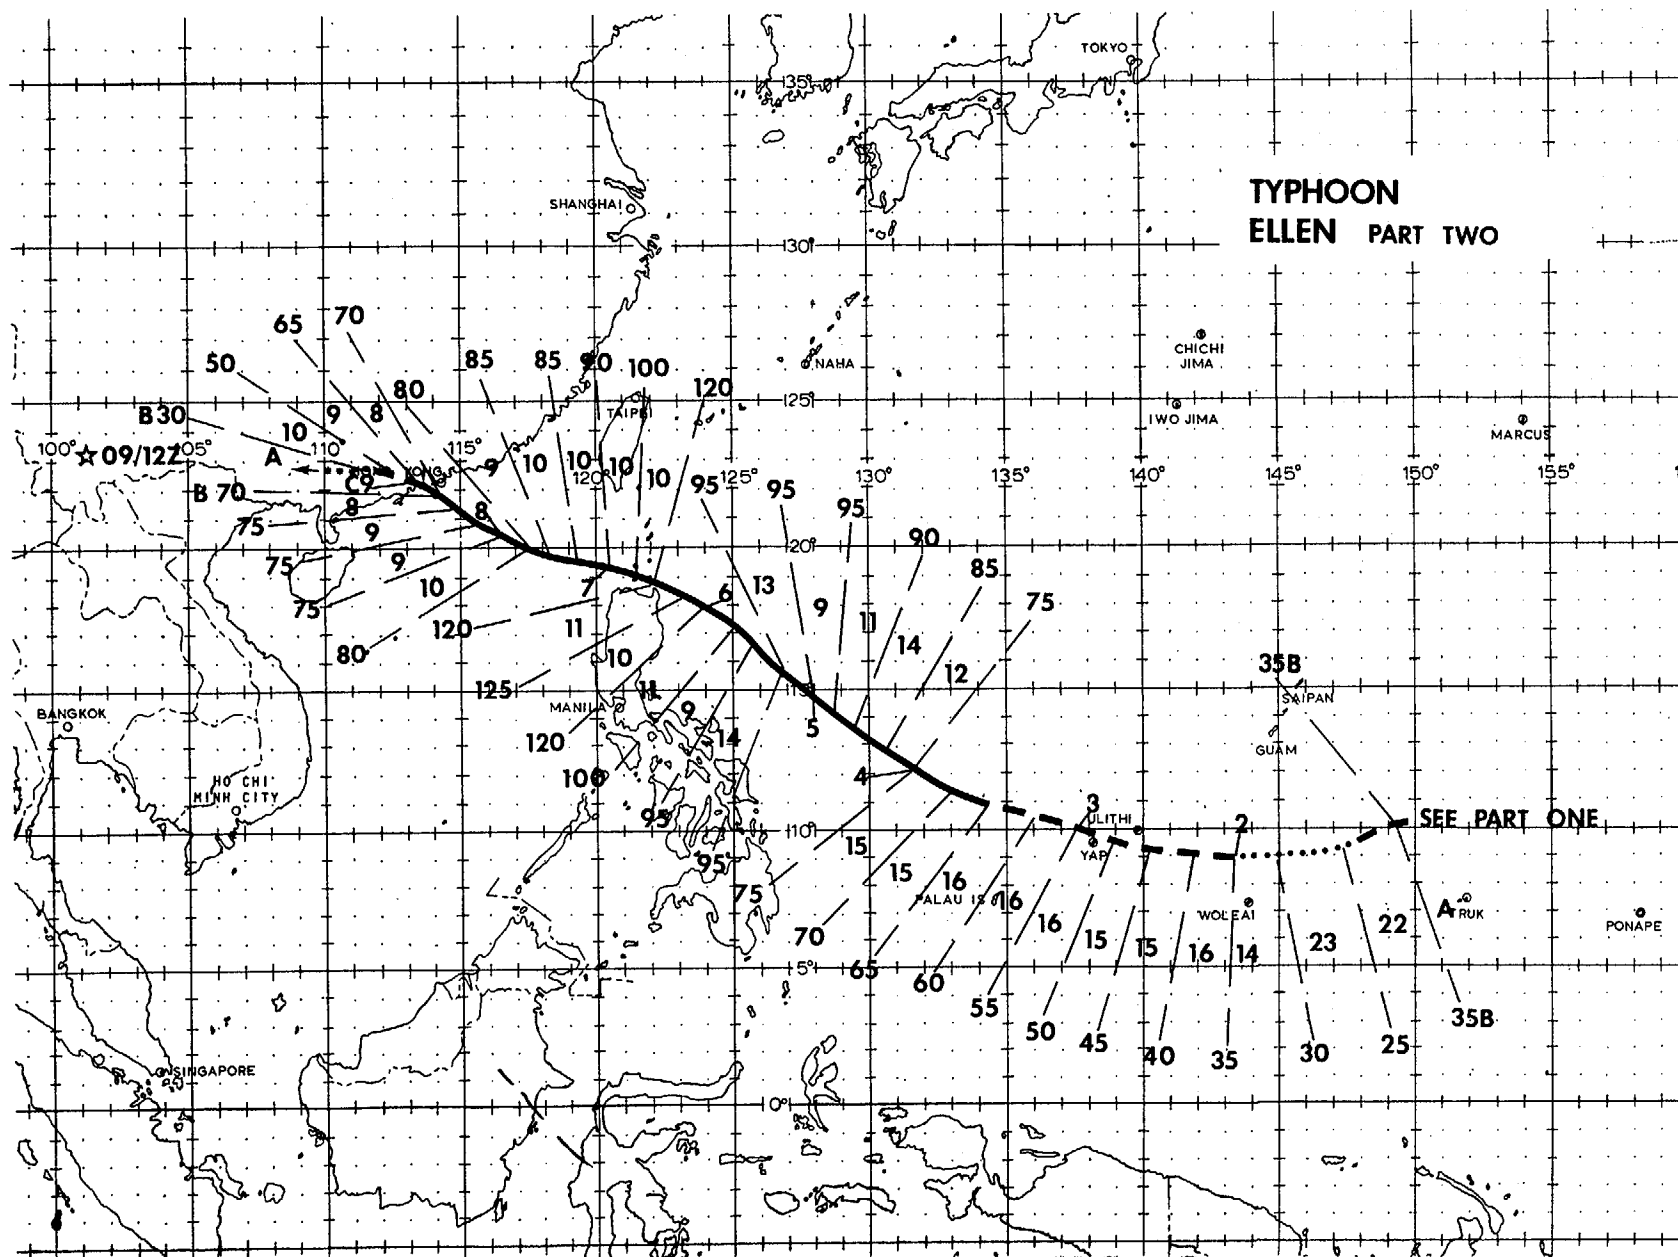 TOKYO
35°
SHANGHAI
TYPHOON
ELLEN PART TWO
30°
65 70
CHICHI
JIMA
50 85 85 90 100
NAHA
80 120
B30 9 8
TAIPEI 25°
IWO JIMA
MARCUS
10
100° ☆09/12Z 105° A 110° KONG 115° 9 10 10 120° 10 10 125° 130° 135° 140° 145° 150° 155°
B 70 C9 95 95 95
75 8 8
9 20° 90
75 9 13 85
75 10 7 6 9 11 75
120 11 14
80 10 12
35B
125 11 15°
SAIPAN
BANGKOK
MANILA 9
5
120 14 GUAM
100 4
HO CHI
MINH CITY
95 10° 3 ULITHI 2 SEE PART ONE
15 YAP
95 15
75 16 16
PALAU IS
WOLEAI
A TRUK
PONAPE
70 16 15 15 16 14 23 22
65 5°
60
55
50 45 40 35 30 25 35B
SINGAPORE
0°